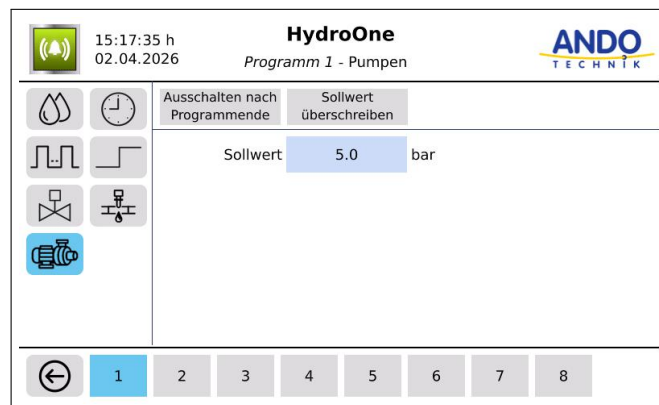 15:17:35 h
02.04.2026
HydroOne
Programm 1 - Pumpen
ANDO
TECHNIK
Ausschalten nach
Programmende
Sollwert
überschreiben
Sollwert 5.0 bar
1 2 3 4 5 6 7 8